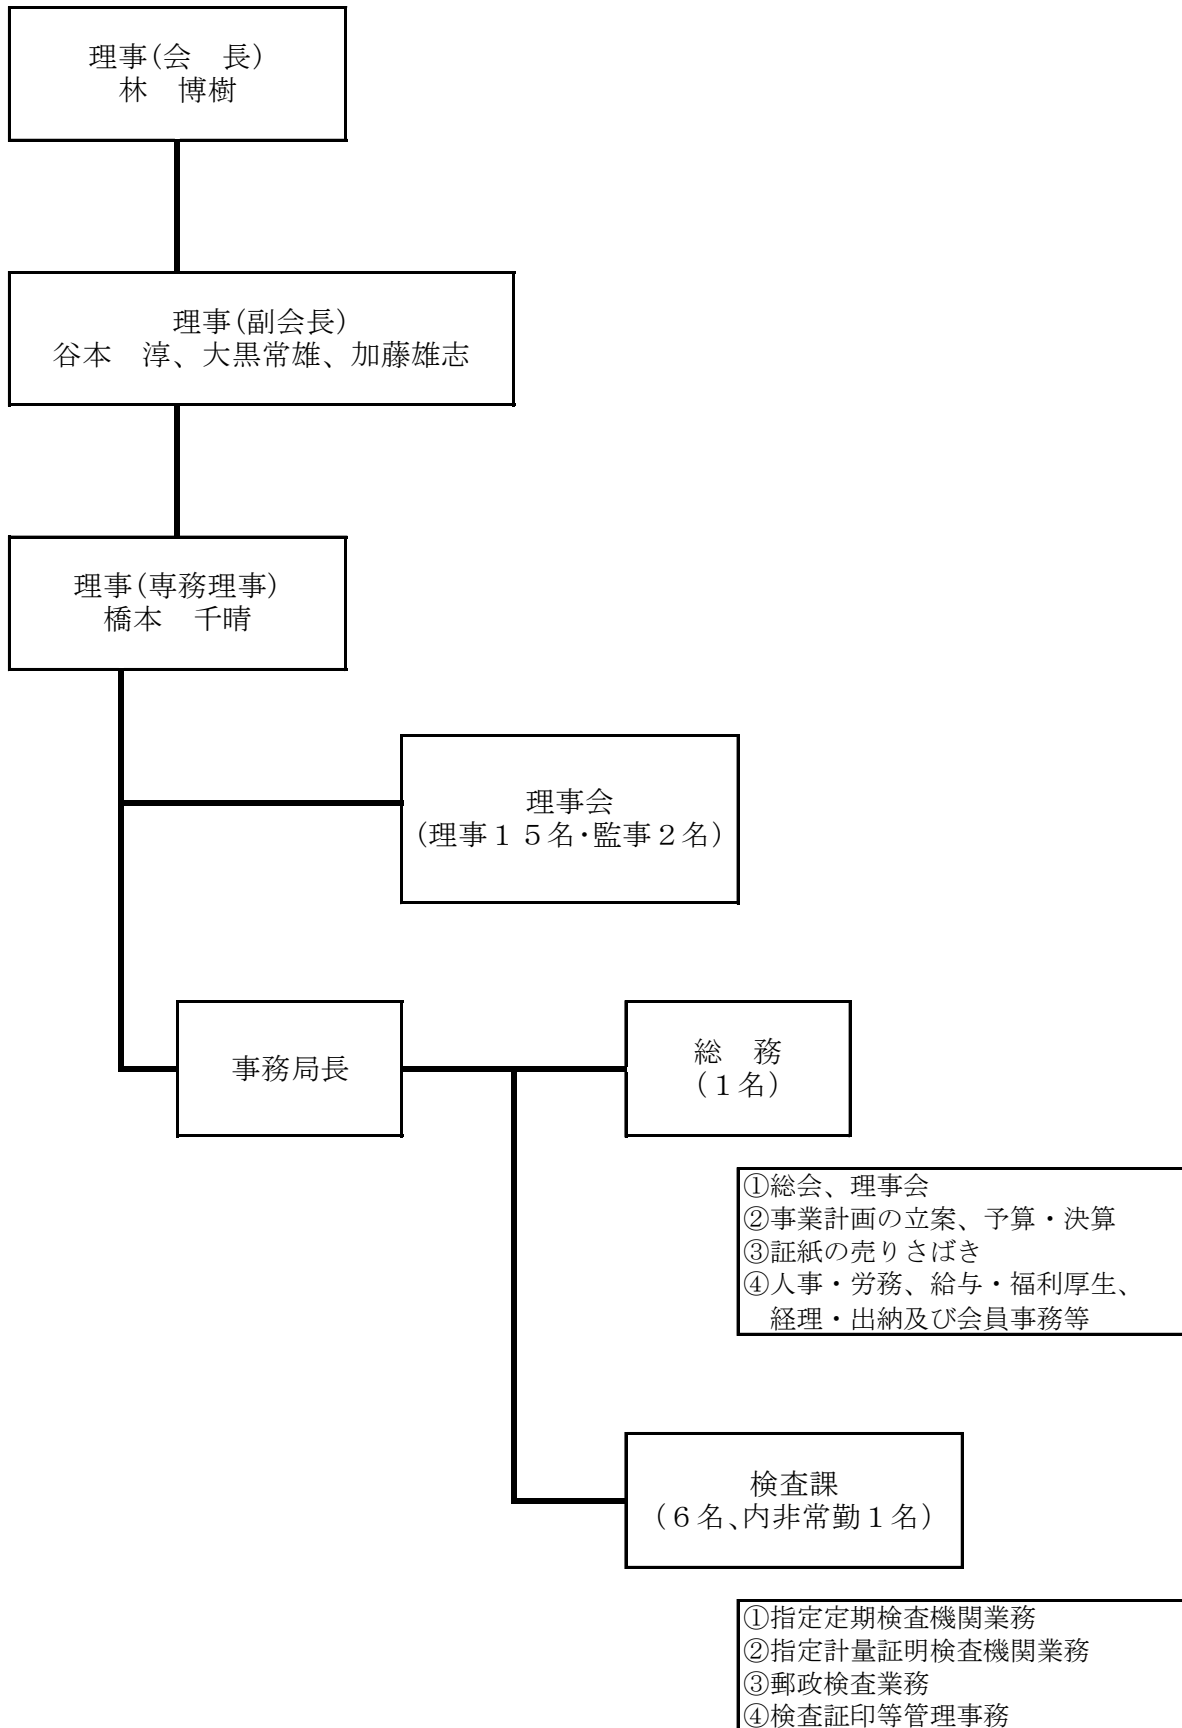 理事(会　長)
林　博樹
理事(副会長)
谷本　淳、大黒常雄、加藤雄志
理事(専務理事)
橋本　千晴
理事会
(理事１５名・監事２名)
事務局長
総　務
(１名)
①総会、理事会
②事業計画の立案、予算・決算
③証紙の売りさばき
④人事・労務、給与・福利厚生、
　経理・出納及び会員事務等
検査課
(６名、内非常勤１名)
①指定定期検査機関業務
②指定計量証明検査機関業務
③郵政検査業務
④検査証印等管理事務